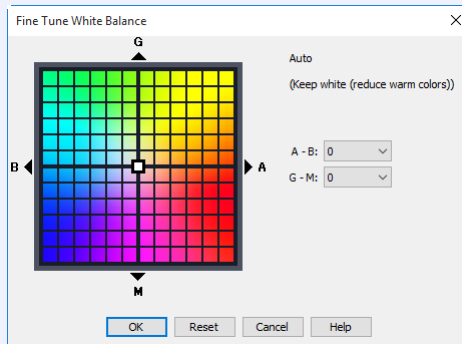 Fine Tune White Balance
G
Auto
(Keep white (reduce warm colors))
A - B: 0
B
A
G - M: 0
M
OK Reset Cancel Help